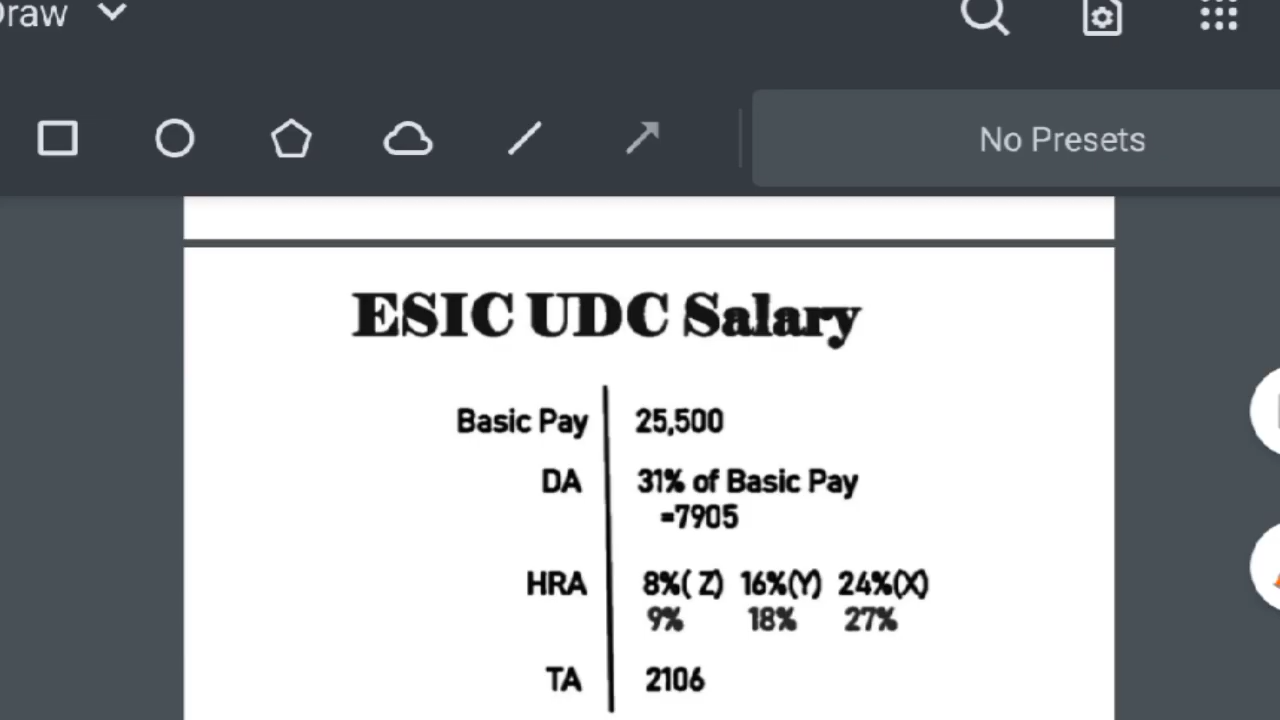 Draw
No Presets
ESIC UDC Salary
Basic Pay 25,500
DA 31% of Basic Pay
=7905
HRA 8%( Z) 16%(Y) 24%(X)
9% 18% 27%
TA 2106